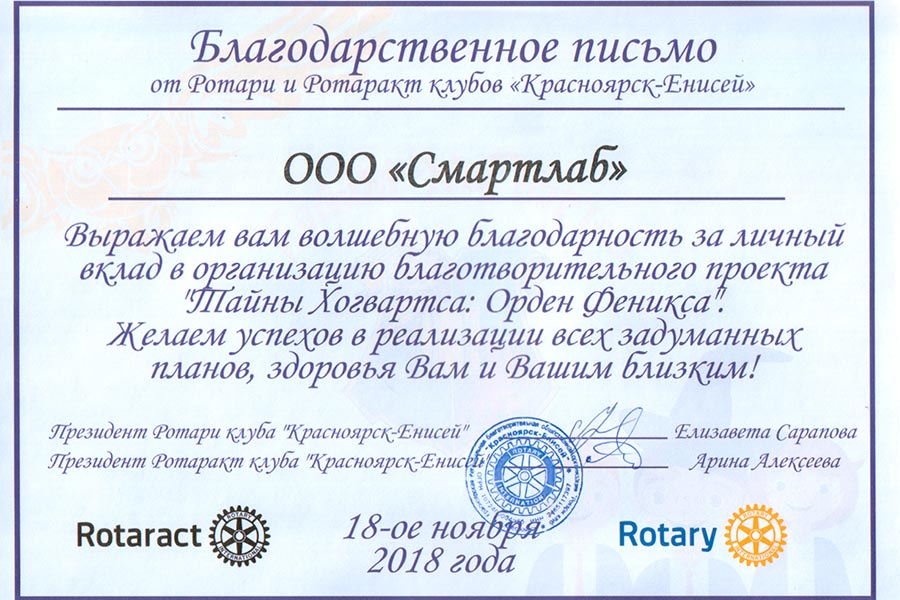 Благодарственное письмо
от Ротари и Ротаракт клубов «Красноярск-Енисей»
ООО «Смартлаб»
Выражаем вам волшебную благодарность за личный
вклад в организацию благотворительного проекта
"Тайны Хогвартса: Орден Феникса".
Желаем успехов в реализации всех задуманных
планов, здоровья Вам и Вашим близким!
Президент Ротари клуба "Красноярск-Енисей" Елизавета Сарапова
Президент Ротаракт клуба "Красноярск-Енисей" Арина Алексеева
"Красноярск-Енисей"
ROTARY
INTERNATIONAL
Rotaract
ROTARY
INTERNATIONAL
18-ое ноября
2018 года
Rotary
ROTARY
INTERNATIONAL